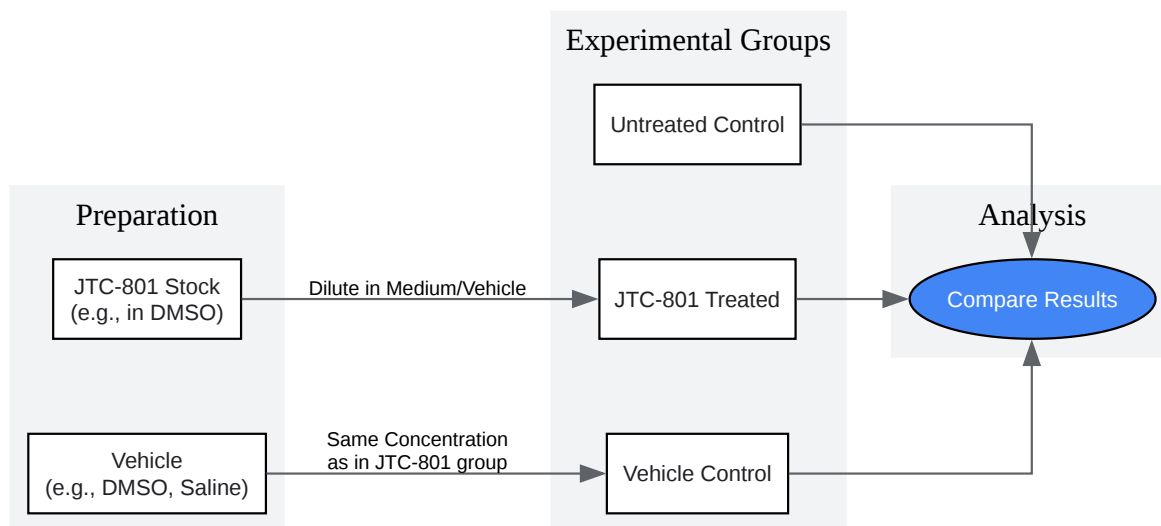 Experimental Groups
Untreated Control
Preparation
Analysis
JTC-801 Stock
(e.g., in DMSO)
Dilute in Medium/Vehicle
JTC-801 Treated
Compare Results
Vehicle
(e.g., DMSO, Saline)
Same Concentration
as in JTC-801 group
Vehicle Control